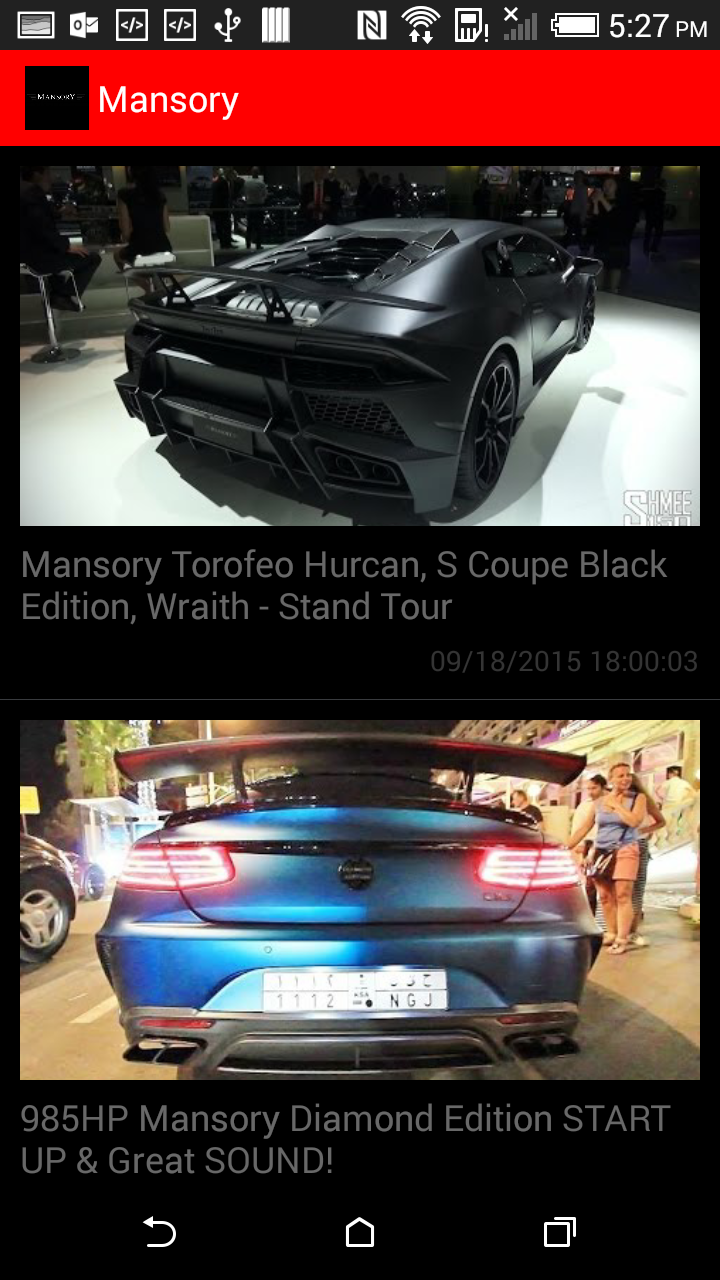 5:27 PM
MANSORY Mansory
SHMEE
150
Mansory Torofeo Hurcan, S Coupe Black
Edition, Wraith - Stand Tour
09/18/2015 18:00:03
1112 NGJ
985HP Mansory Diamond Edition START
UP & Great SOUND!